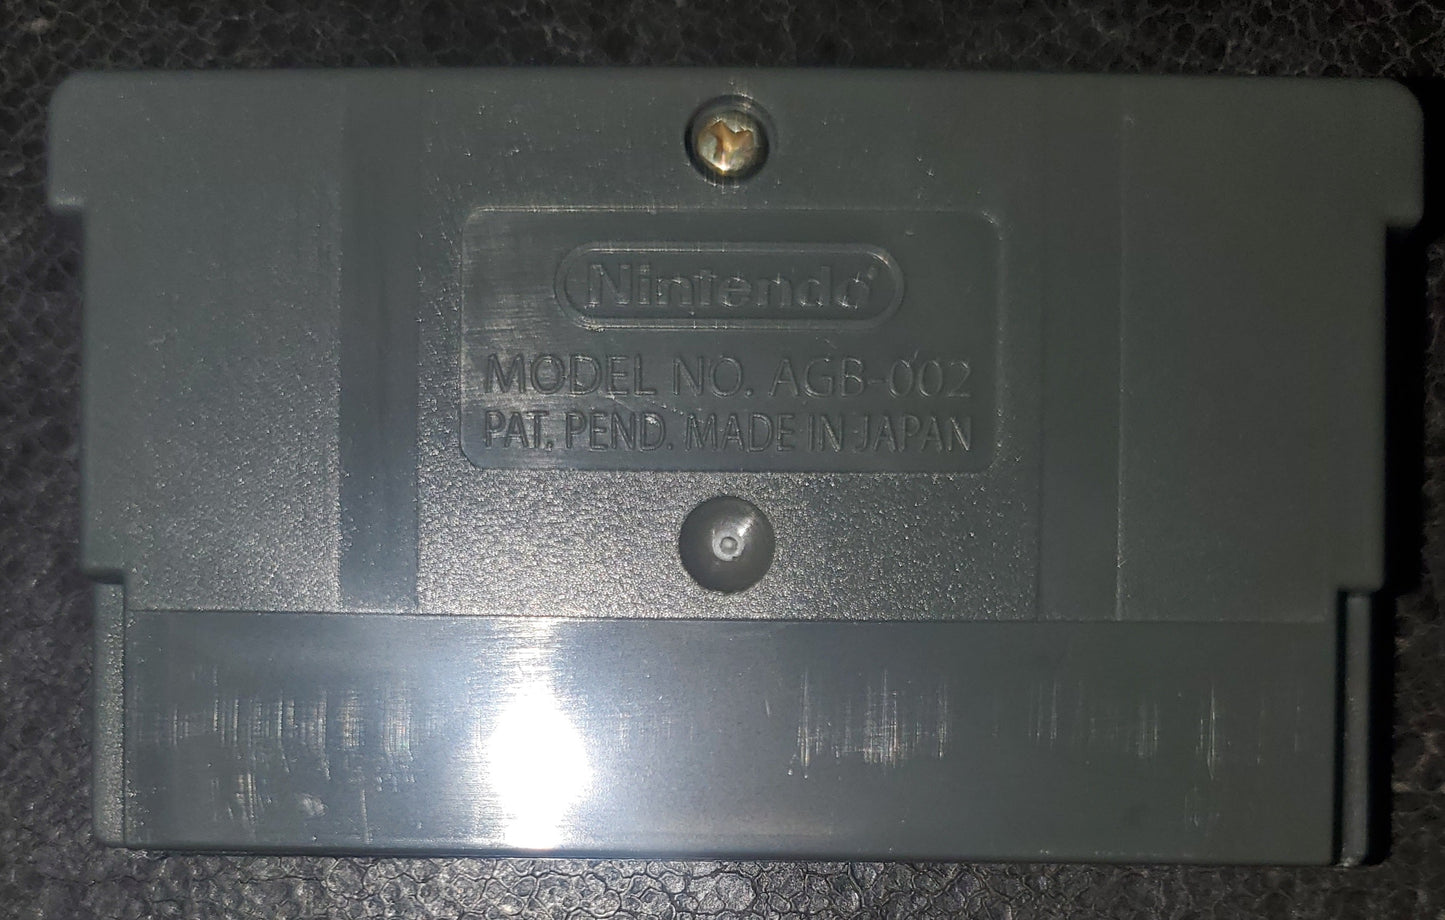 Nintendo®
MODEL NO. AGB-002
PAT. PEND. MADE IN JAPAN